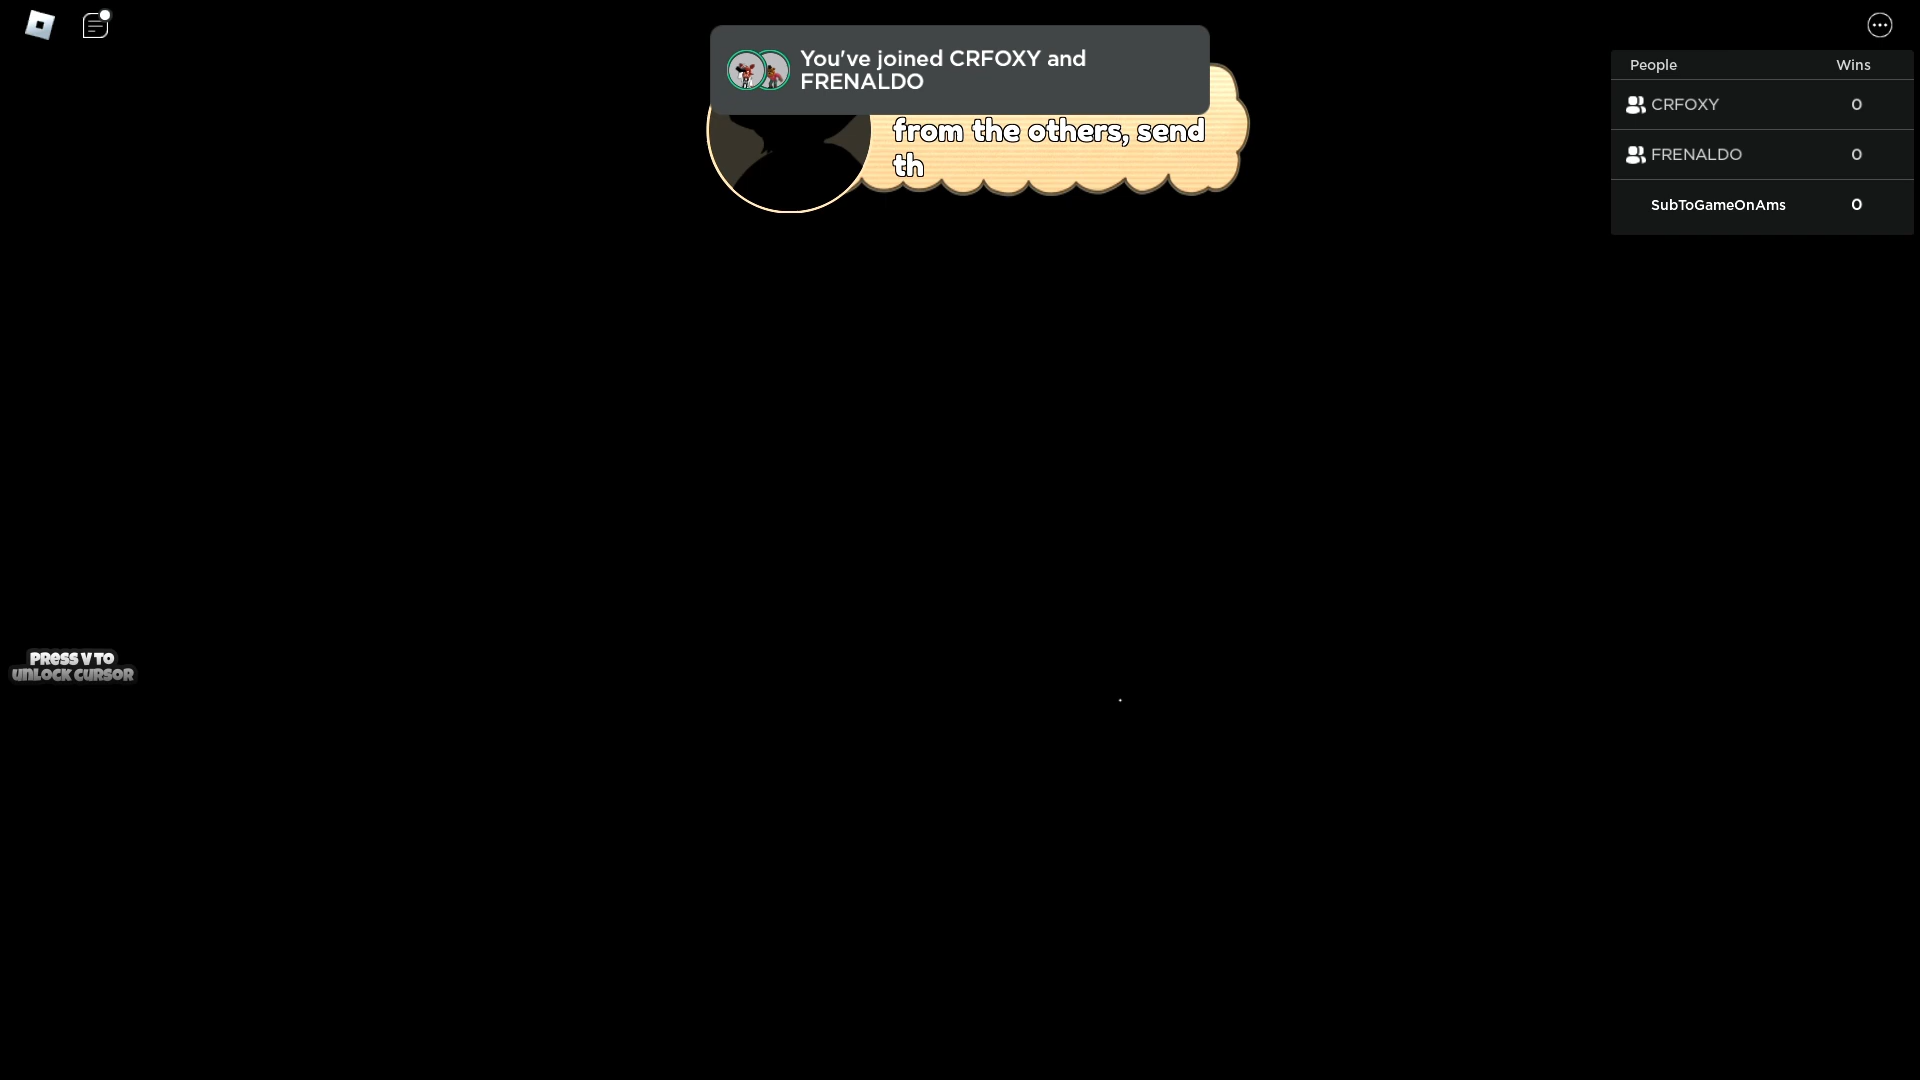 You've joined CRFOXY and
FRENALDO
from the others, send
th
People Wins
CRFOXY 0
FRENALDO 0
SubToGameOnAms 0
PRESS V TO
UNLOCK CURSOR